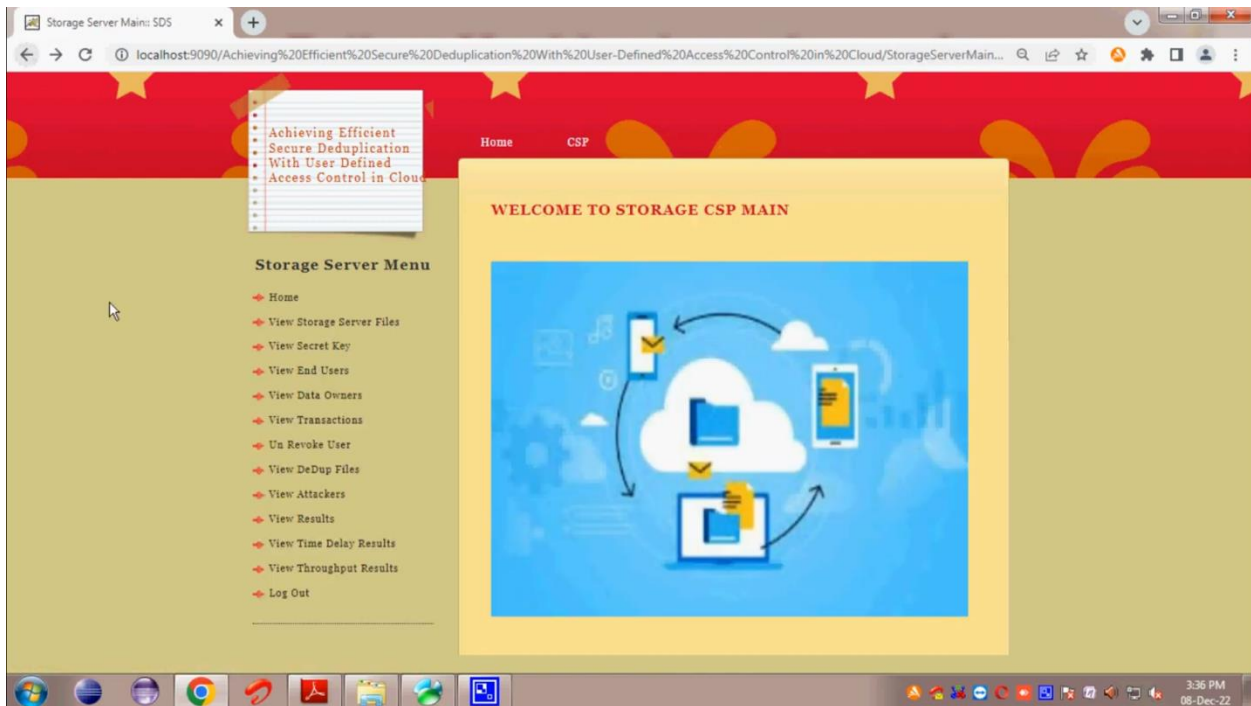 Storage Server Main:: SDS
localhost:9090/Achieving%20Efficient%20Secure%20Deduplication%20With%20User-Defined%20Access%20Control%20in%20Cloud/StorageServerMain...
Achieving Efficient
Secure Deduplication
With User Defined
Access Control in Cloud
Home CSP
WELCOME TO STORAGE CSP MAIN
Storage Server Menu
Home
View Storage Server Files
View Secret Key
View End Users
View Data Owners
View Transactions
Un Revoke User
View DeDup Files
View Attackers
View Results
View Time Delay Results
View Throughput Results
Log Out
3:36 PM
08-Dec-22